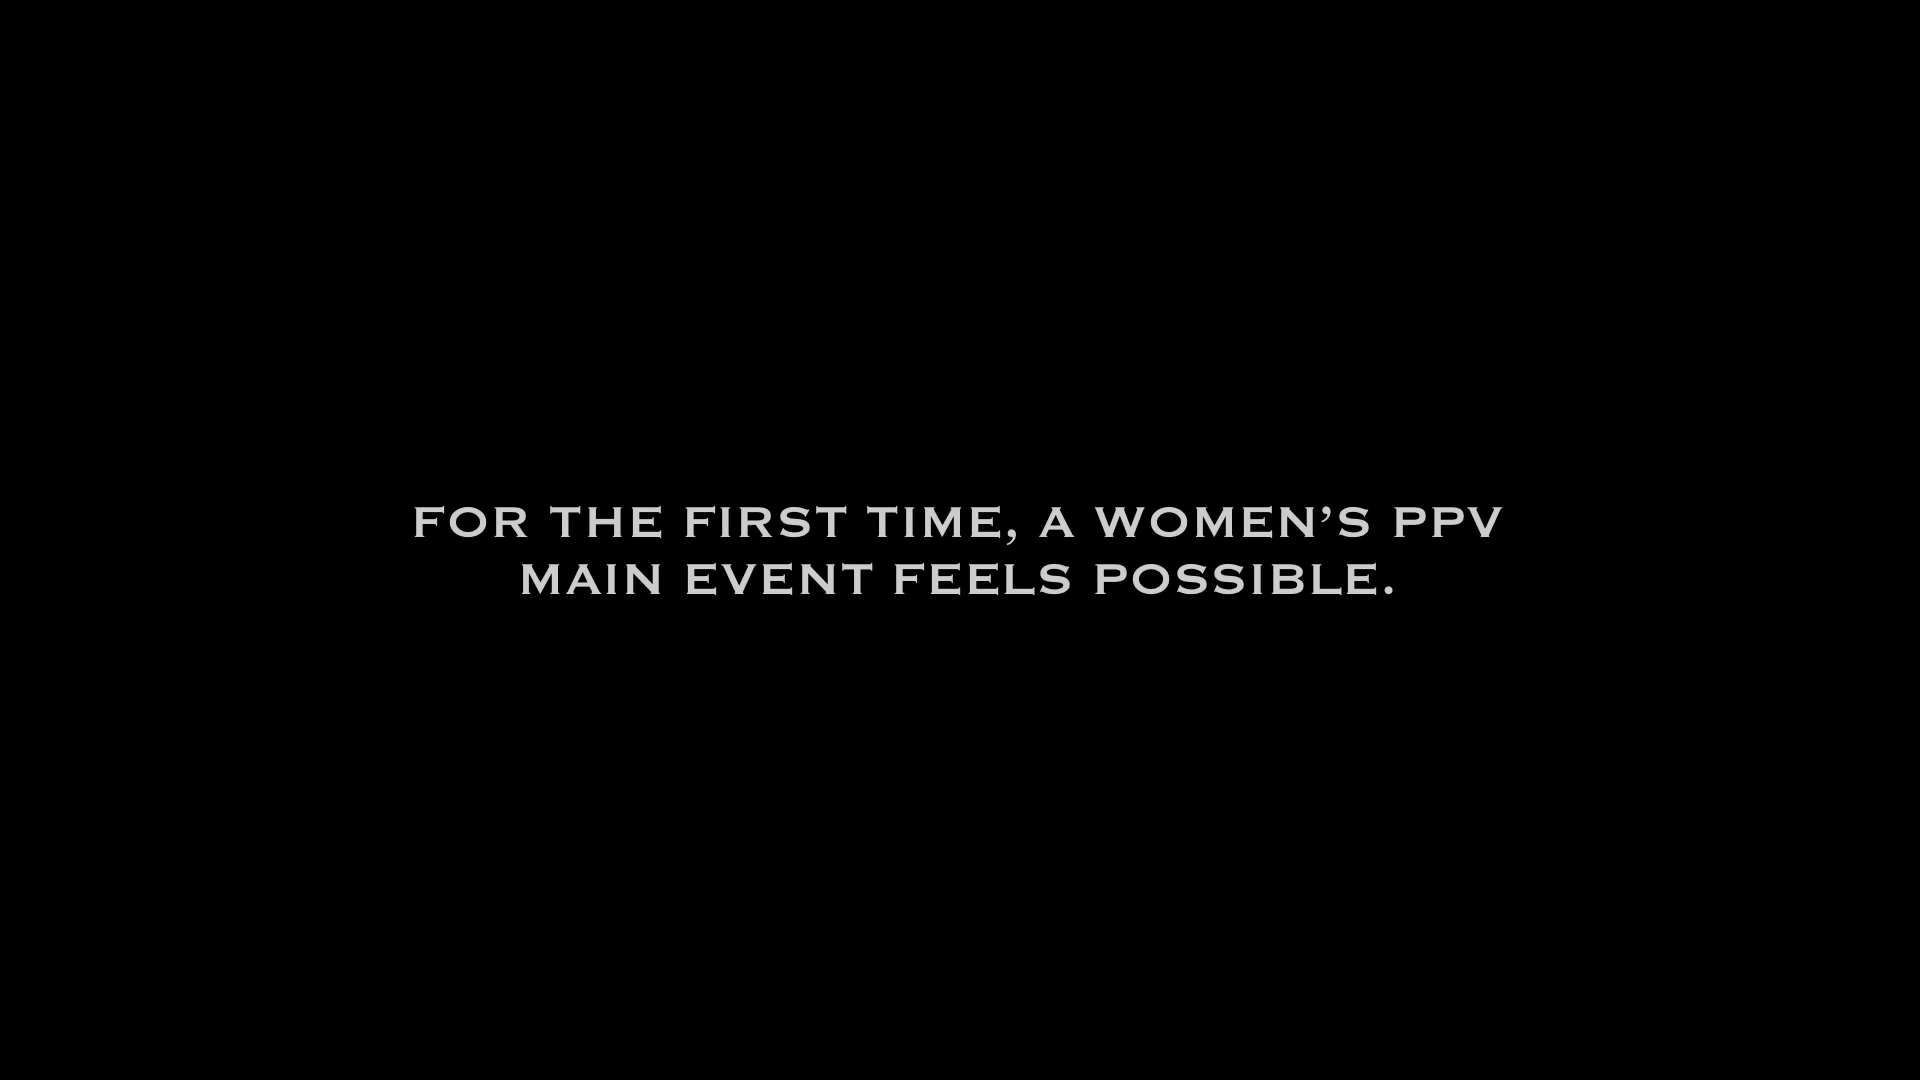 FOR THE FIRST TIME, A WOMEN’S PPV
MAIN EVENT FEELS POSSIBLE.